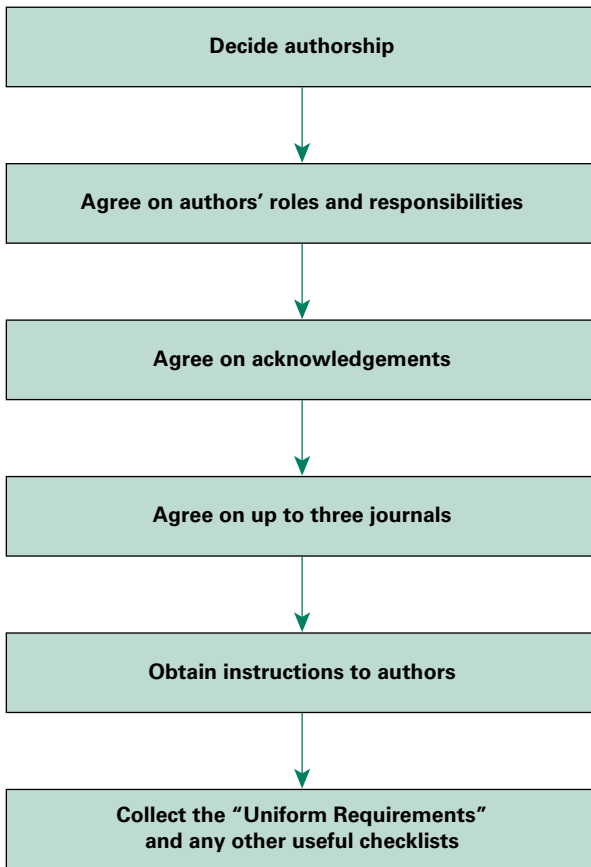 Decide authorship
Agree on authors’ roles and responsibilities
Agree on acknowledgements
Agree on up to three journals
Obtain instructions to authors
Collect the “Uniform Requirements”
and any other useful checklists